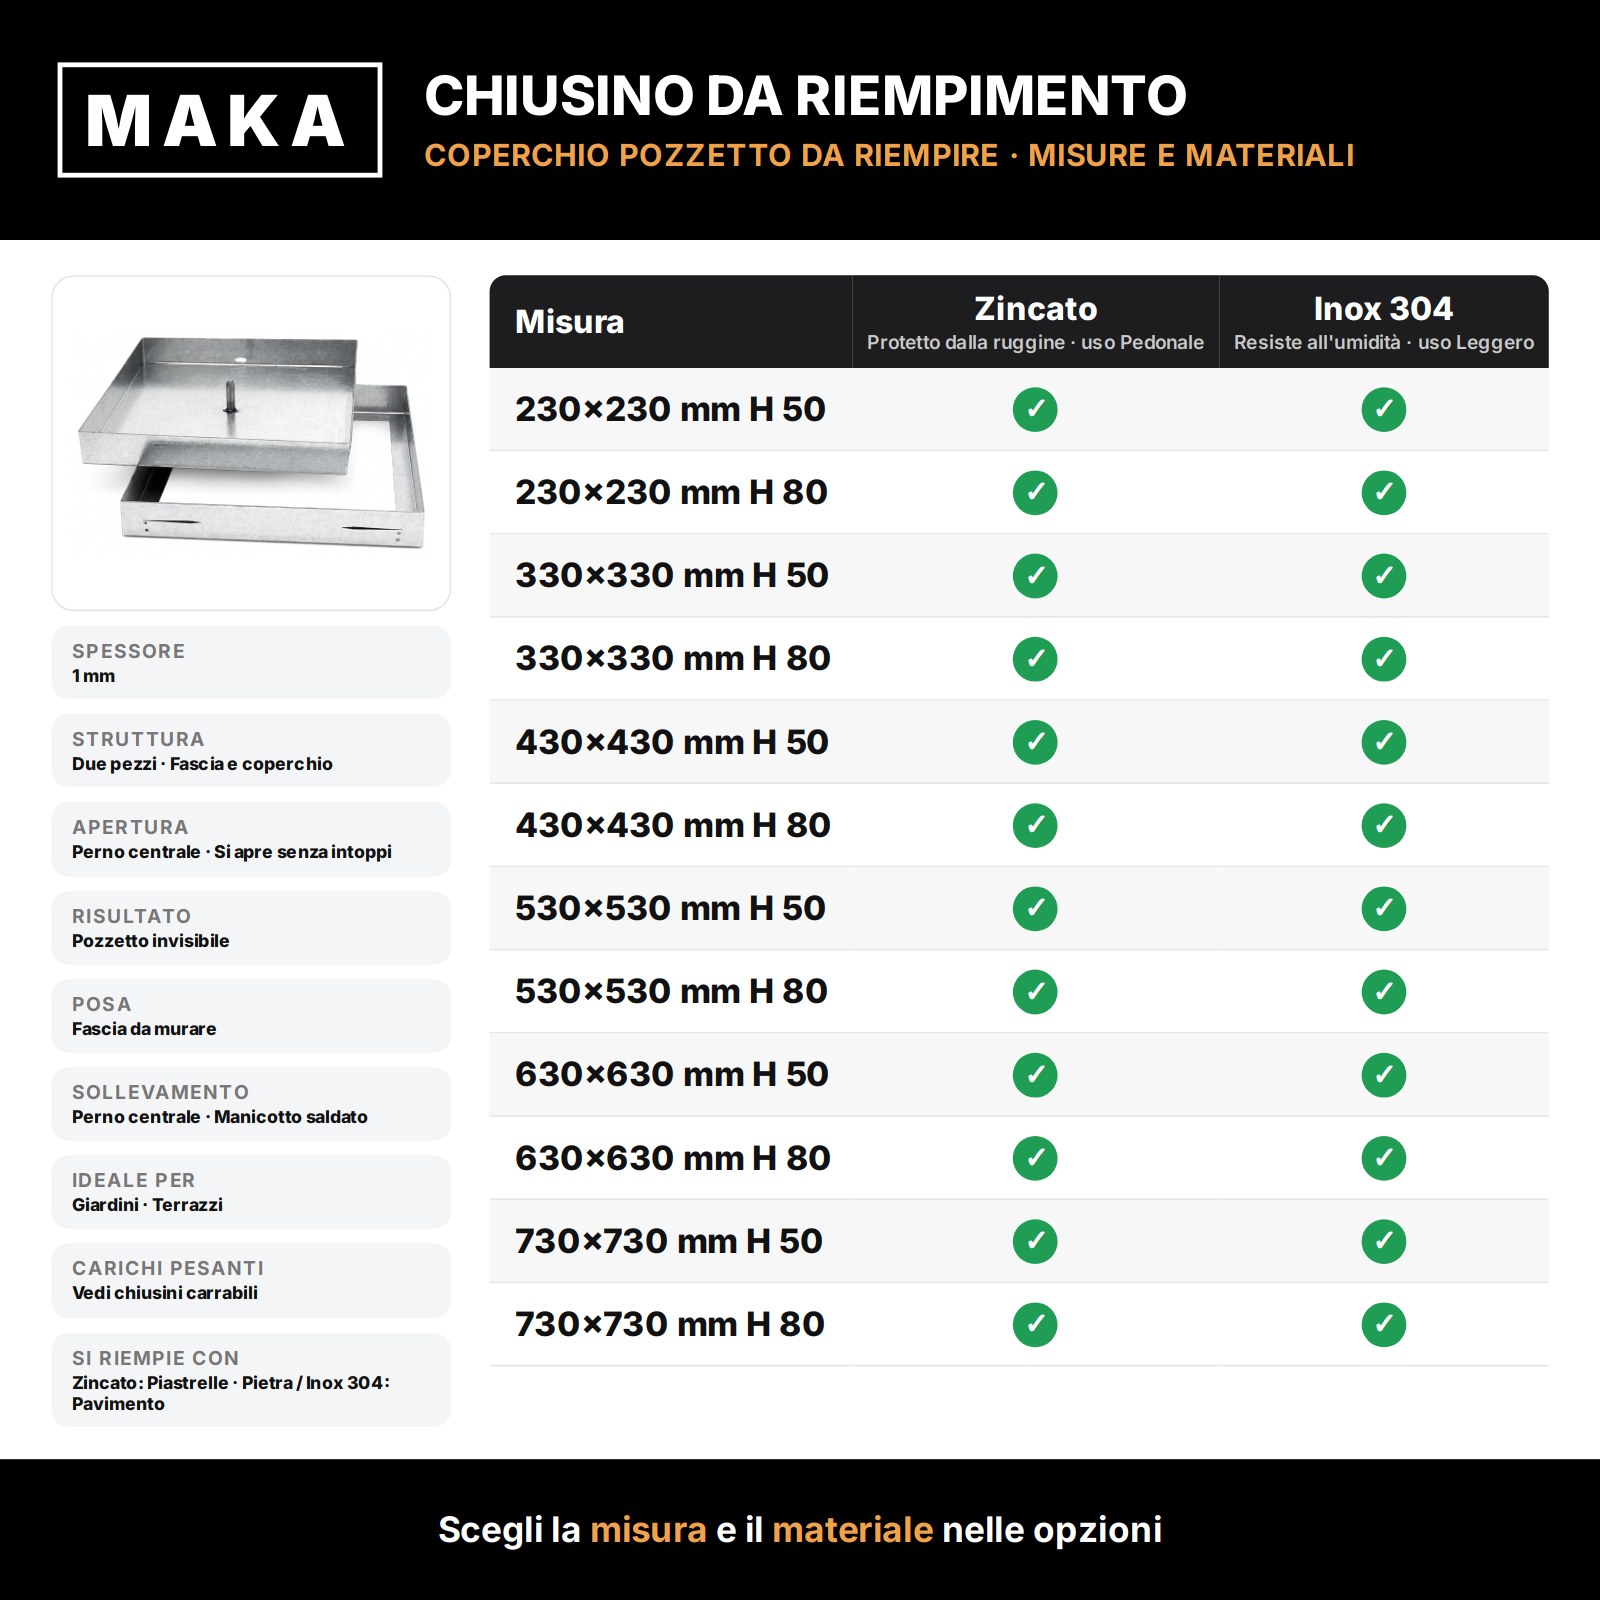 MAKA
CHIUSINO DA RIEMPIMENTO
COPERCHIO POZZETTO DA RIEMPIRE · MISURE E MATERIALI
SPESSORE
1 mm
STRUTTURA
Due pezzi · Fascia e coperchio
APERTURA
Perno centrale · Si apre senza intoppi
RISULTATO
Pozzetto invisibile
POSA
Fascia da murare
SOLLEVAMENTO
Perno centrale · Manicotto saldato
IDEALE PER
Giardini · Terrazzi
CARICHI PESANTI
Vedi chiusini carrabili
SI RIEMPIE CON
Zincato: Piastrelle · Pietra / Inox 304:
Pavimento
Misura Zincato Inox 304
Protetto dalla ruggine · uso Pedonale Resiste all'umidità · uso Leggero
230×230 mm H 50 ✓ ✓
230×230 mm H 80 ✓ ✓
330×330 mm H 50 ✓ ✓
330×330 mm H 80 ✓ ✓
430×430 mm H 50 ✓ ✓
430×430 mm H 80 ✓ ✓
530×530 mm H 50 ✓ ✓
530×530 mm H 80 ✓ ✓
630×630 mm H 50 ✓ ✓
630×630 mm H 80 ✓ ✓
730×730 mm H 50 ✓ ✓
730×730 mm H 80 ✓ ✓
Scegli la misura e il materiale nelle opzioni